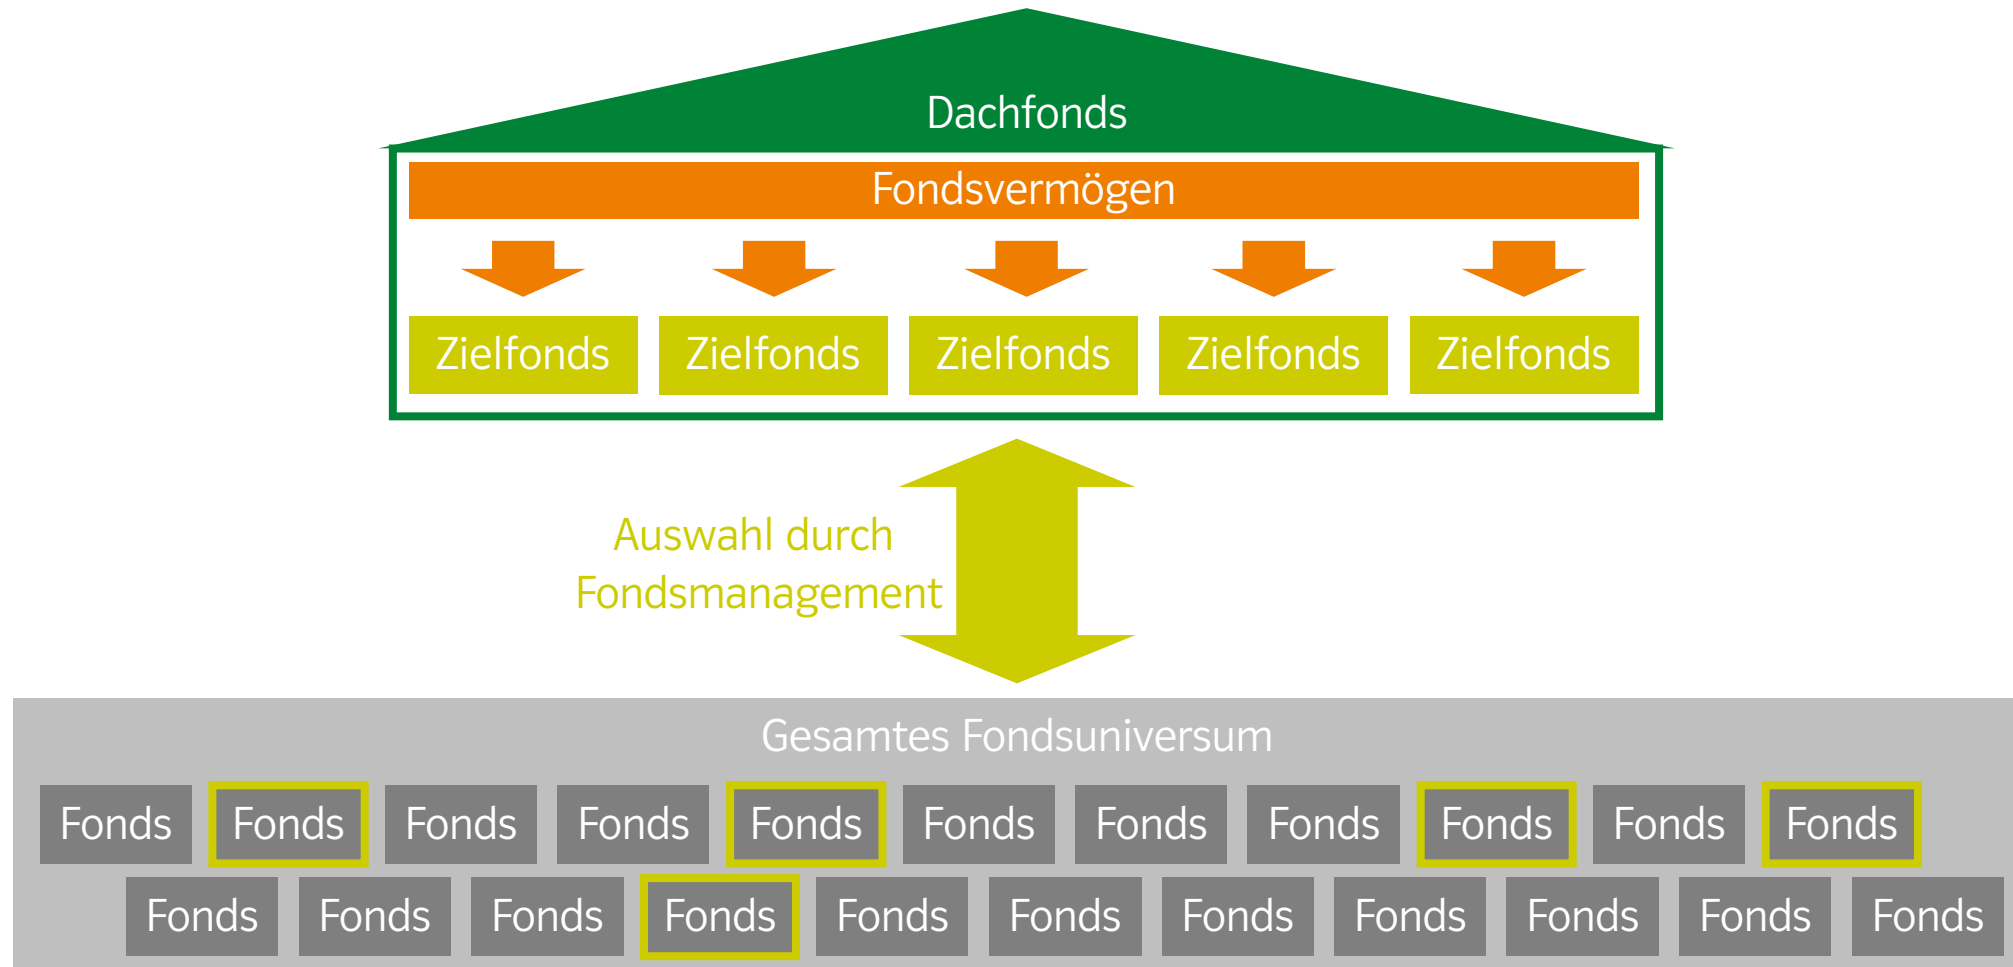 Dachfonds
Fondsvermögen
Zielfonds Zielfonds Zielfonds Zielfonds Zielfonds
Auswahl durch
Fondsmanagement
Gesamtes Fondsuniversum
Fonds Fonds Fonds Fonds Fonds Fonds Fonds Fonds Fonds Fonds Fonds
Fonds Fonds Fonds Fonds Fonds Fonds Fonds Fonds Fonds Fonds Fonds